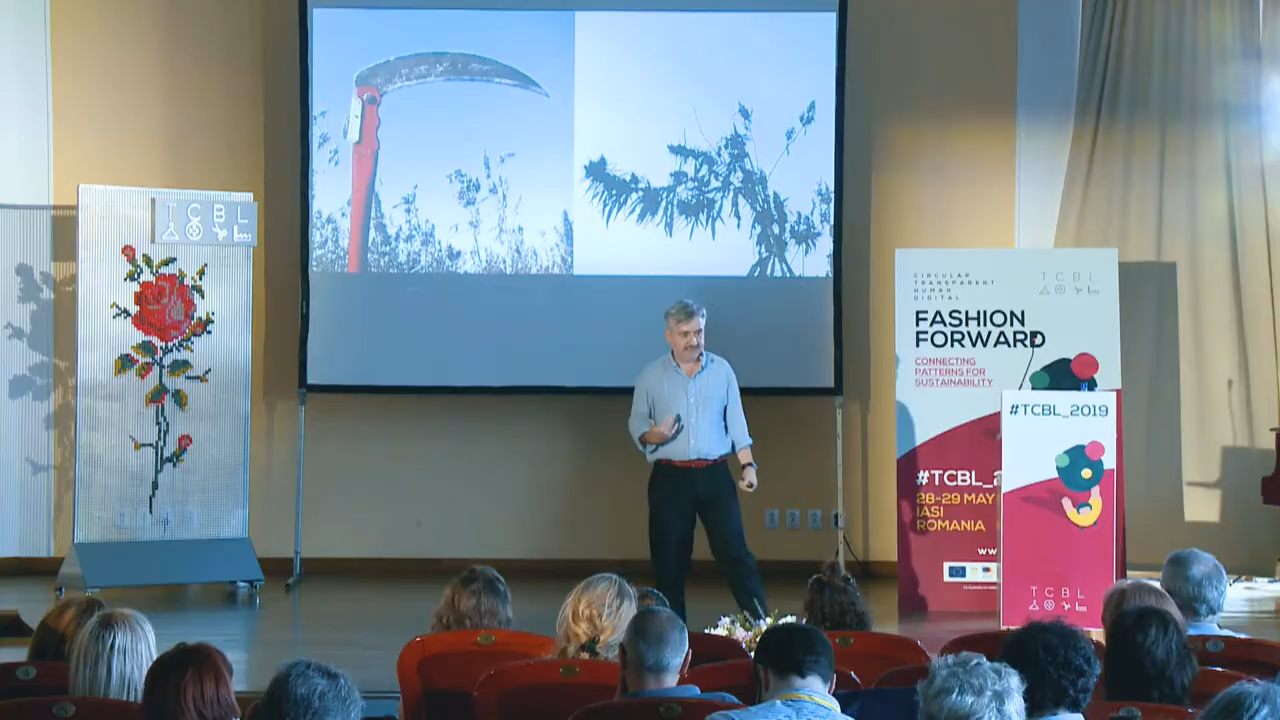 TCBL
CIRCULAR
TRANSPARENT
HUMAN
DIGITAL
TCBL
FASHION
FORWARD
CONNECTING
PATTERNS FOR
SUSTAINABILITY
#TCBL_2
28-29 MAY
IASI
ROMANIA
#TCBL_2019
TCBL